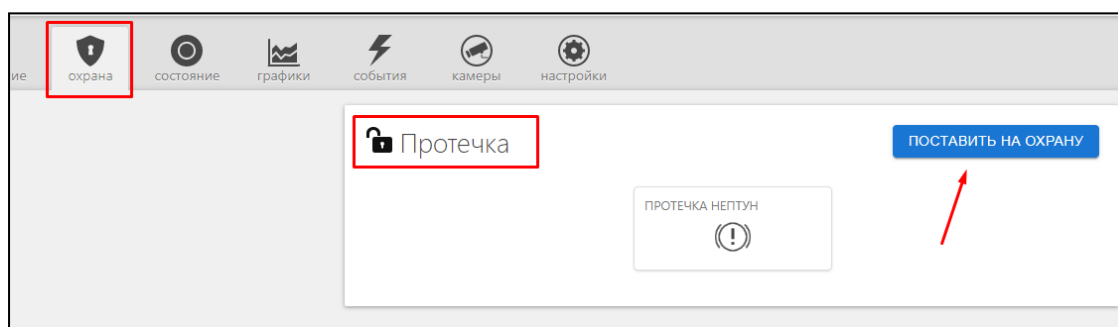 ие охрана состояние графики события камеры настройки
Протечка ПОСТАВИТЬ НА ОХРАНУ
ПРОТЕЧКА НЕПТУН